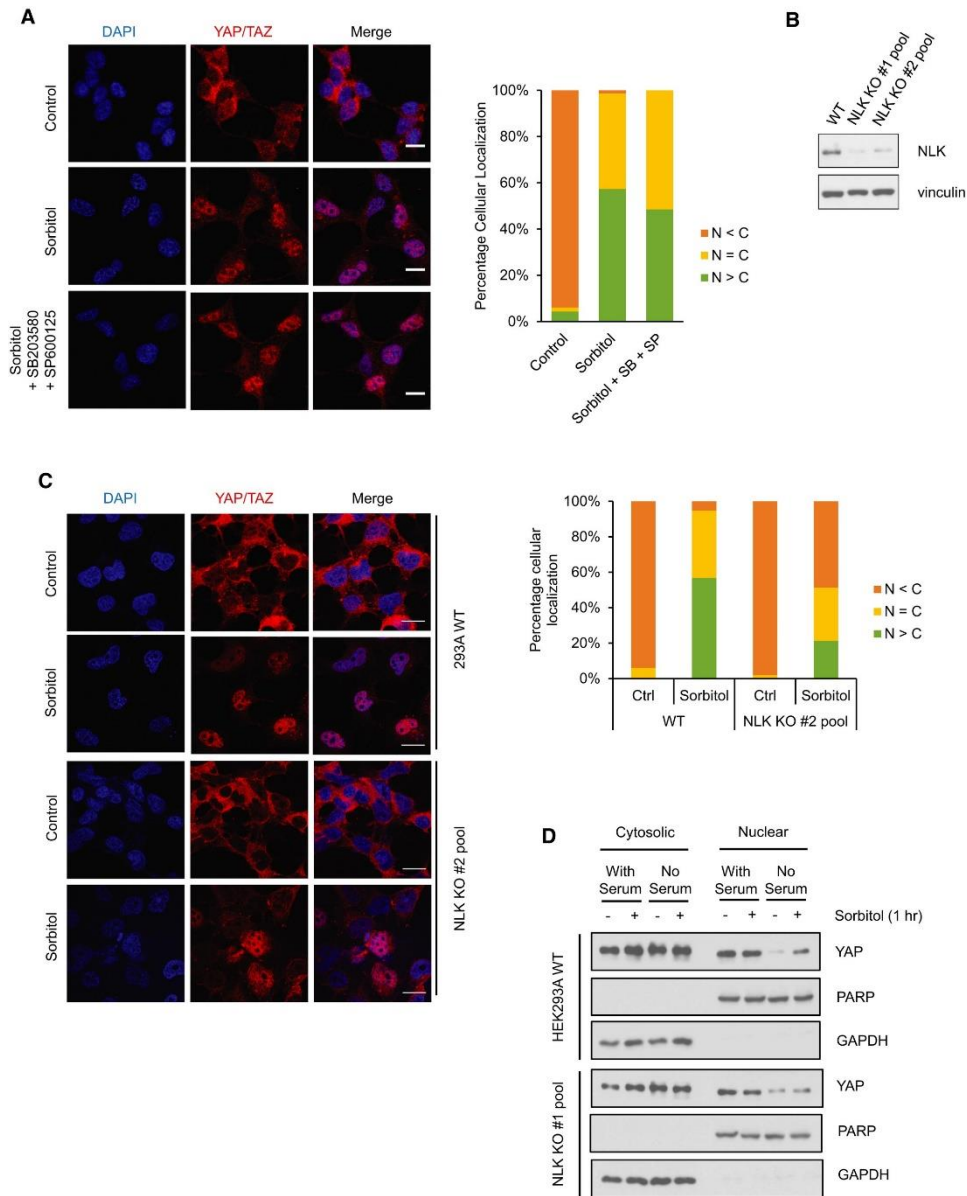 A
DAPI
YAP/TAZ
Merge
Control
Sorbitol
Sorbitol
+ SB203580
+ SP600125
Percentage Cellular Localization
100%
80%
60%
40%
20%
0%
Control
Sorbitol
Sorbitol + SB + SP
N < C
N = C
N > C
B
WT
NLK KO #1 pool
NLK KO #2 pool
NLK
vinculin
C
DAPI
YAP/TAZ
Merge
Control
Sorbitol
293A WT
Control
Sorbitol
NLK KO #2 pool
Percentage cellular
localization
100%
80%
60%
40%
20%
0%
Ctrl
Sorbitol
Ctrl
Sorbitol
WT
NLK KO #2 pool
N < C
N = C
N > C
D
Cytosolic
Nuclear
With
Serum
No
Serum
With
Serum
No
Serum
- + - + - + - + Sorbitol (1 hr)
HEK293A WT
YAP
PARP
GAPDH
NLK KO #1 pool
YAP
PARP
GAPDH